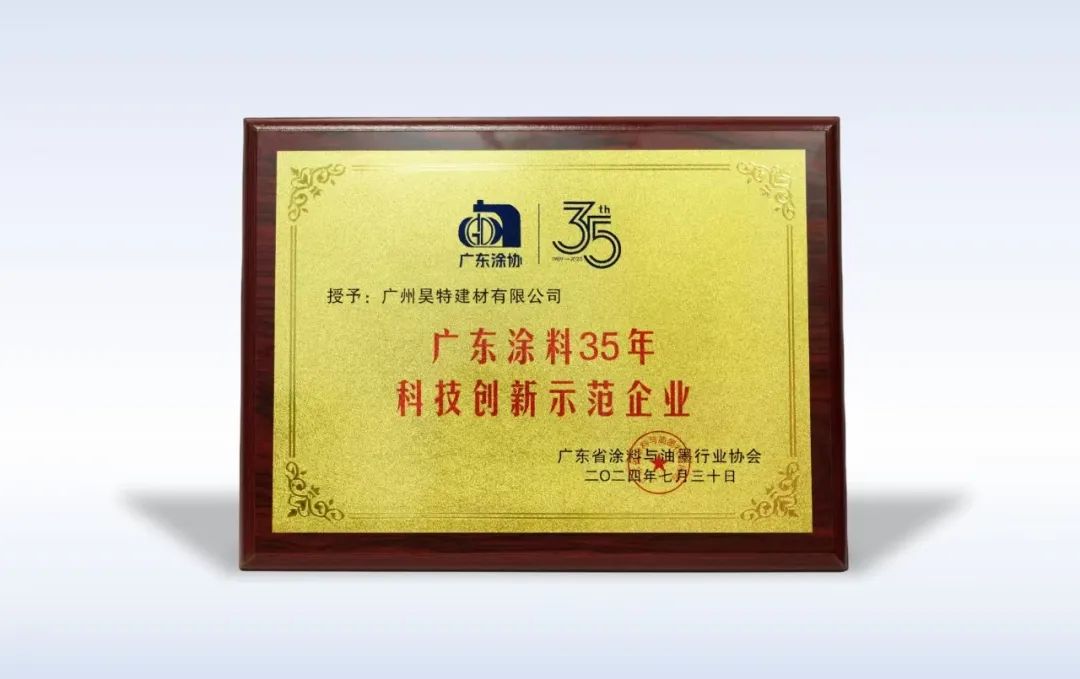 广东涂协
35th
授予：广州昊特建材有限公司
广东涂料35年
科技创新示范企业
广东省涂料与油墨行业协会
二〇二四年七月三十日